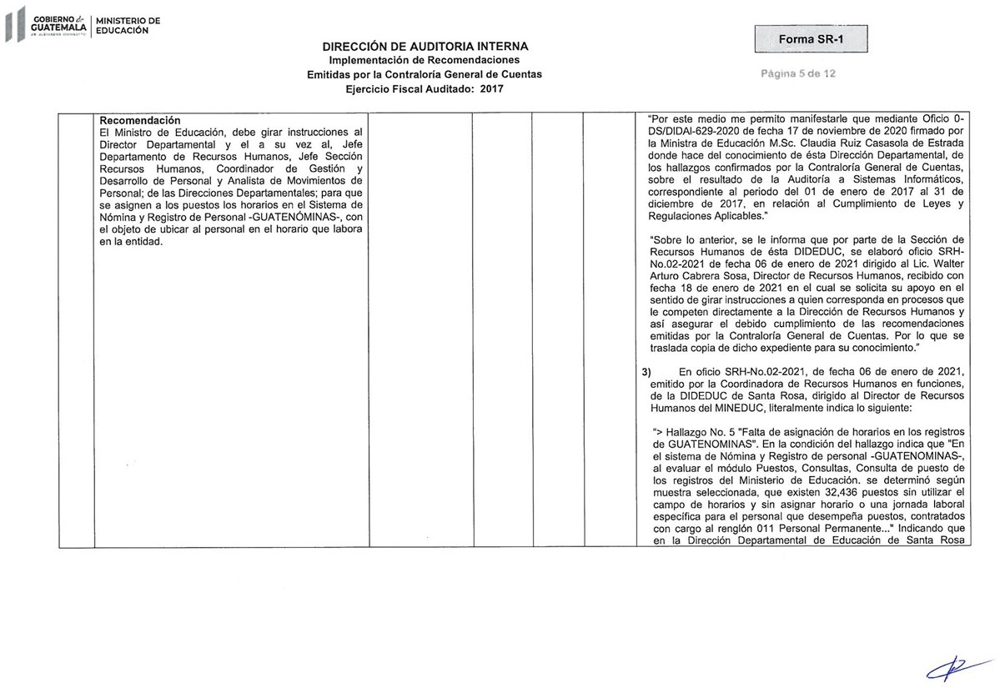 GOBIERNO de
GUATEMALA
MINISTERIO DE
EDUCACIÓN
DIRECCIÓN DE AUDITORIA INTERNA
Implementación de Recomendaciones
Emitidas por la Contraloría General de Cuentas
Ejercicio Fiscal Auditado: 2017
Forma SR-1
Página 5 de 12
Recomendación
El Ministro de Educación, debe girar instrucciones al
Director Departamental y el a su vez al, Jefe
Departamento de Recursos Humanos, Jefe Sección
Recursos Humanos, Coordinador de Gestión y
Desarrollo de Personal y Analista de Movimientos de
Personal; de las Direcciones Departamentales; para que
se asignen a los puestos los horarios en el Sistema de
Nómina y Registro de Personal -GUATENÓMINAS-, con
el objeto de ubicar al personal en el horario que labora
en la entidad.
"Por este medio me permito manifestarle que mediante Oficio 0-
DS/DIDAI-629-2020 de fecha 17 de noviembre de 2020 firmado por
la Ministra de Educación M.Sc. Claudia Ruiz Casasola de Estrada
donde hace del conocimiento de ésta Dirección Departamental, de
los hallazgos confirmados por la Contraloría General de Cuentas,
sobre el resultado de la Auditoría a Sistemas Informáticos,
correspondiente al periodo del 01 de enero de 2017 al 31 de
diciembre de 2017, en relación al Cumplimiento de Leyes y
Regulaciones Aplicables."
"Sobre lo anterior, se le informa que por parte de la Sección de
Recursos Humanos de ésta DIDEDUC, se elaboró oficio SRH-
No.02-2021 de fecha 06 de enero de 2021 dirigido al Lic. Walter
Arturo Cabrera Sosa, Director de Recursos Humanos, recibido con
fecha 18 de enero de 2021 en el cual se solicita su apoyo en el
sentido de girar instrucciones a quien corresponda en procesos que
le competen directamente a la Dirección de Recursos Humanos y
así asegurar el debido cumplimiento de las recomendaciones
emitidas por la Contraloría General de Cuentas. Por lo que se
traslada copia de dicho expediente para su conocimiento."
3) En oficio SRH-No.02-2021, de fecha 06 de enero de 2021,
emitido por la Coordinadora de Recursos Humanos en funciones,
de la DIDEDUC de Santa Rosa, dirigido al Director de Recursos
Humanos del MINEDUC, literalmente indica lo siguiente:
"> Hallazgo No. 5 "Falta de asignación de horarios en los registros
de GUATENOMINAS". En la condición del hallazgo indica que "En
el sistema de Nómina y Registro de personal -GUATENOMINAS-,
al evaluar el módulo Puestos, Consultas, Consulta de puesto de
los registros del Ministerio de Educación. se determinó según
muestra seleccionada, que existen 32,436 puestos sin utilizar el
campo de horarios y sin asignar horario o una jornada laboral
especifica para el personal que desempeña puestos, contratados
con cargo al renglón 011 Personal Permanente..." Indicando que
en la Dirección Departamental de Educación de Santa Rosa